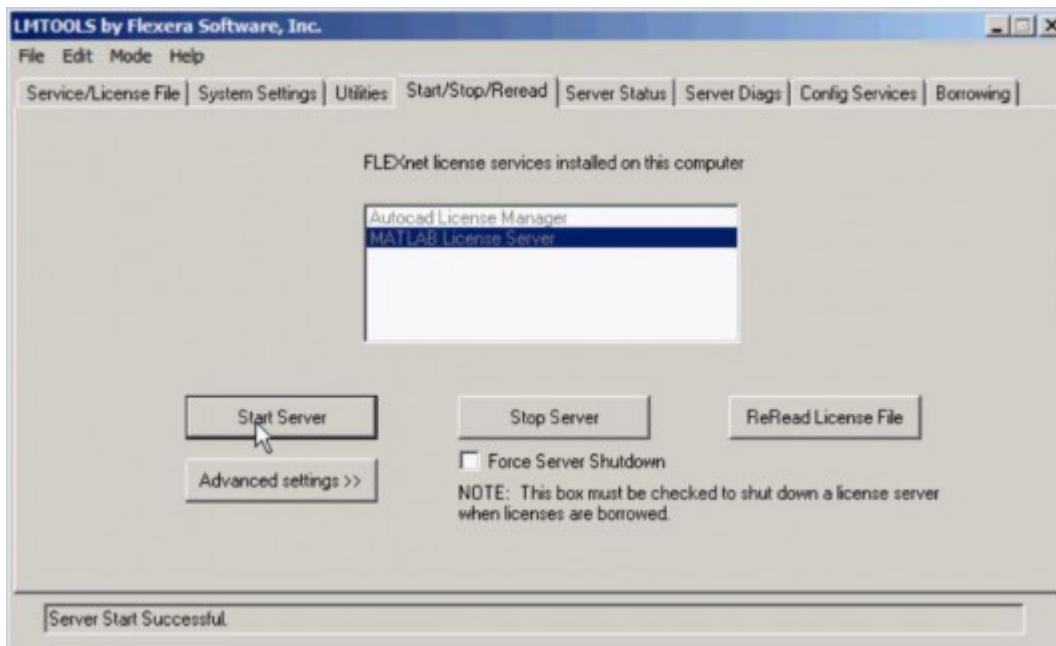 LMTOOLS by Flexera Software, Inc.
File Edit Mode Help
Service/License File System Settings Utilities Start/Stop/Reread Server Status Server Diags Config Services Borrowing
FLEXnet license services installed on this computer
Autocad License Manager
MATLAB License Server
Start Server Stop Server ReRead License File
Force Server Shutdown
Advanced settings >>
NOTE: This box must be checked to shut down a license server
when licenses are borrowed.
Server Start Successful.